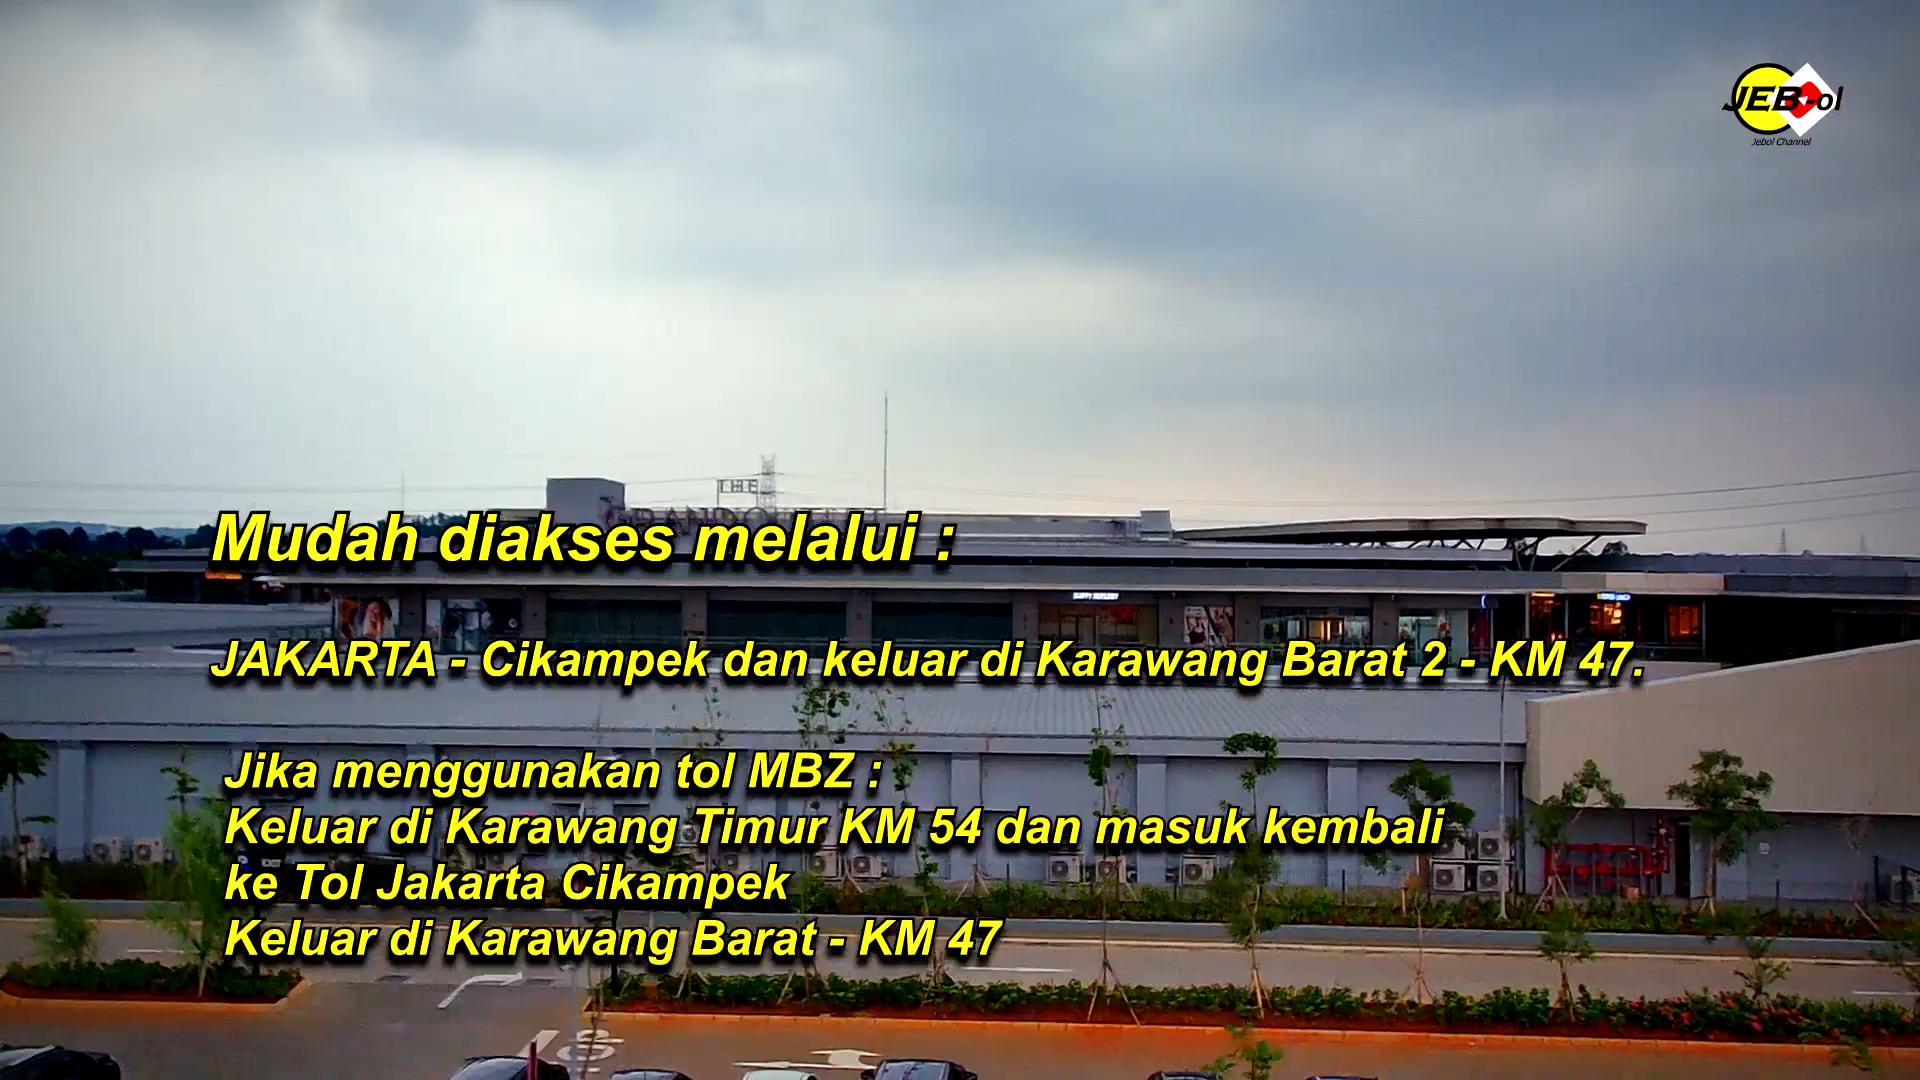 JEB-ol
Jebol Channel
THE
Mudah diakses melalui :
JAKARTA - Cikampek dan keluar di Karawang Barat 2 - KM 47.
Jika menggunakan tol MBZ :
Keluar di Karawang Timur KM 54 dan masuk kembali
ke Tol Jakarta Cikampek
Keluar di Karawang Barat - KM 47